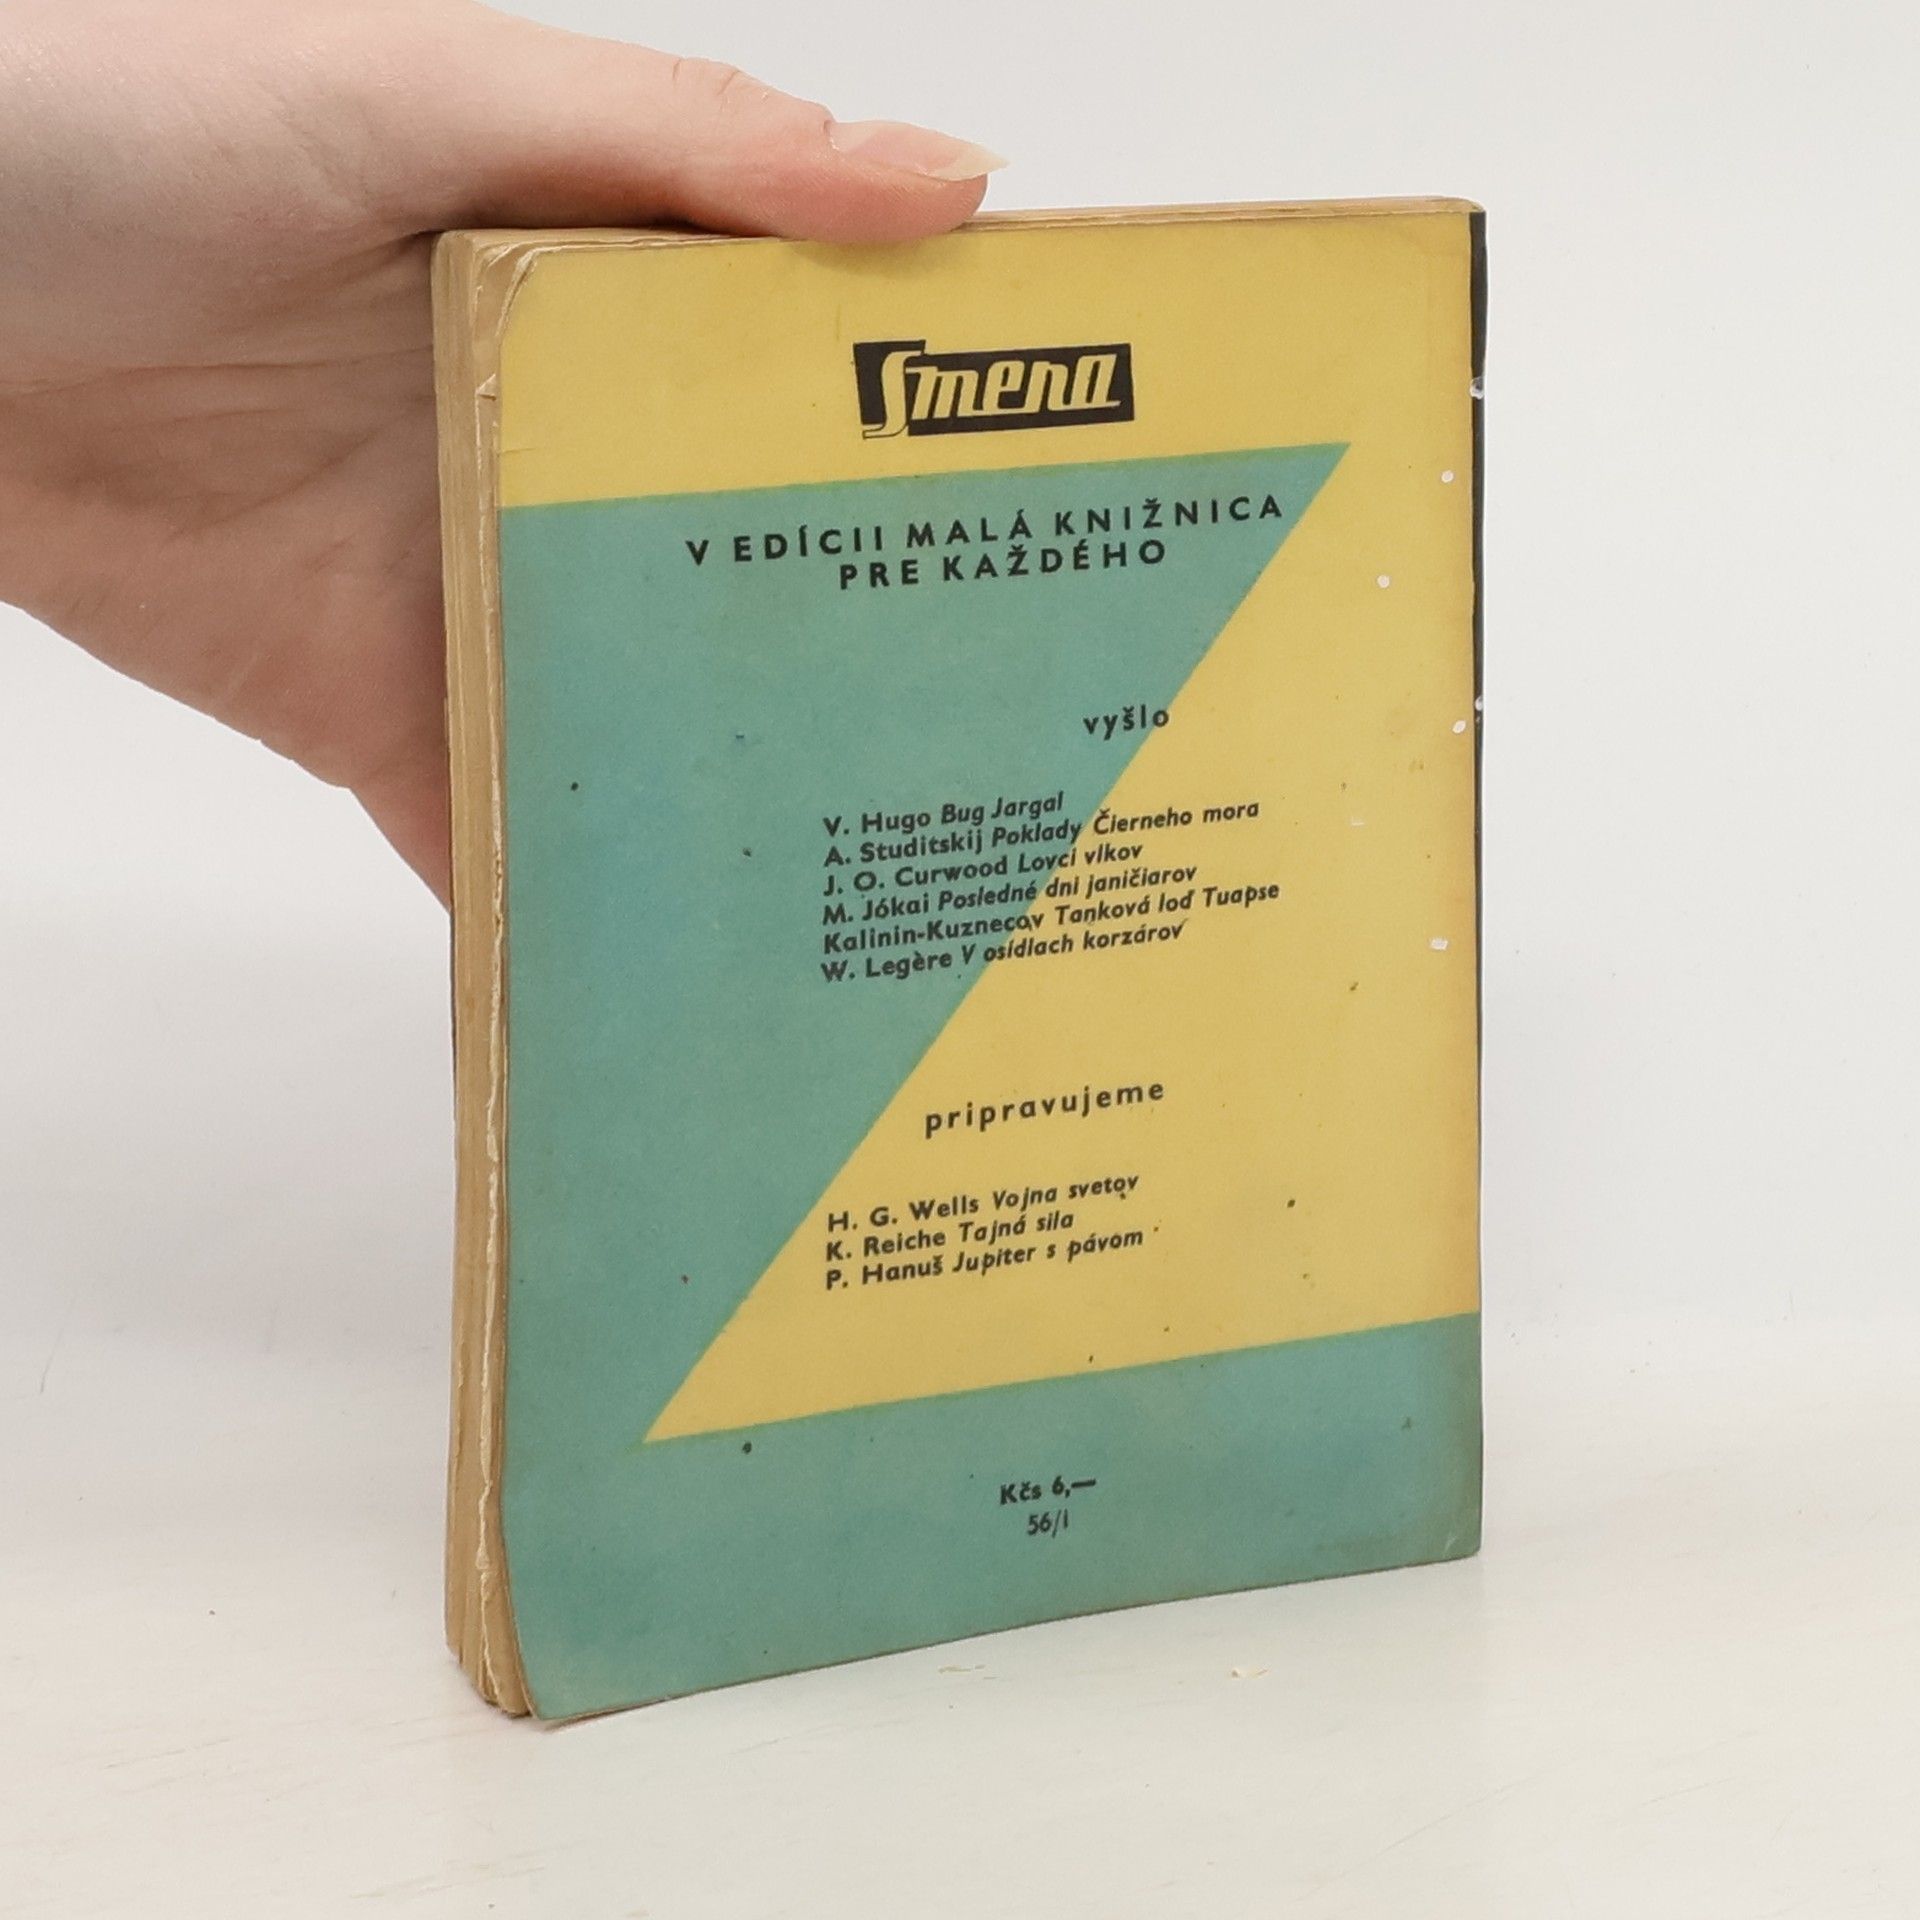 Smena
V EDÍCII MALÁ KNIŽNICA
PRE KAŽDÉHO
vyšlo
V. Hugo Bug Jargal
A. Studitskij Poklady Čierneho mora
J. O. Curwood Lovci vlkov
M. Jókai Posledné dni janičiarov
Kalinin-Kuznecov Tanková loď Tuapse
W. Legère V osídlach korzárov
pripravujeme
H. G. Wells Vojna svetov
K. Reiche Tajná sila
P. Hanuš Jupiter s pávom
Kčs 6,—
56/I